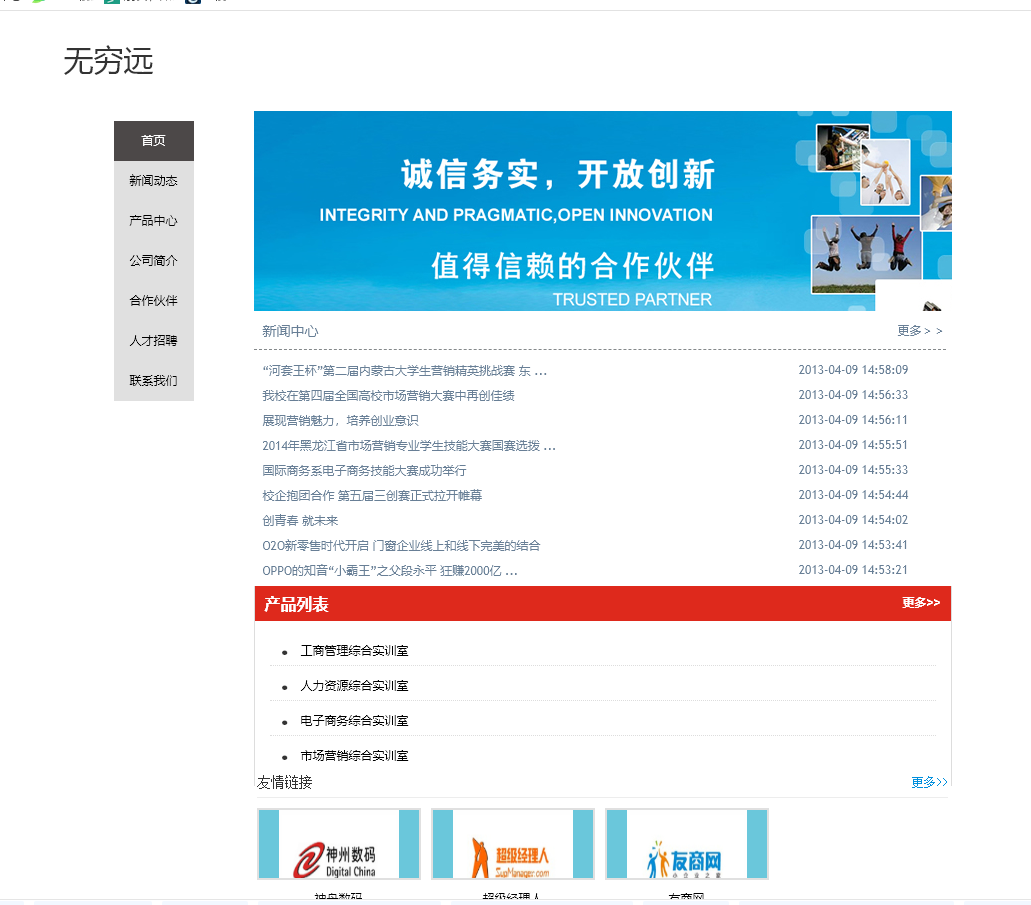 无穷远
首页
新闻动态
产品中心
公司简介
合作伙伴
人才招聘
联系我们
诚信务实，开放创新
INTEGRITY AND PRAGMATIC,OPEN INNOVATION
值得信赖的合作伙伴
TRUSTED PARTNER
新闻中心 更多> >
“河套王杯”第二届内蒙古大学生营销精英挑战赛 东 ... 2013-04-09 14:58:09
我校在第四届全国高校市场营销大赛中再创佳绩 2013-04-09 14:56:33
展现营销魅力，培养创业意识 2013-04-09 14:56:11
2014年黑龙江省市场营销专业学生技能大赛国赛选拨 ... 2013-04-09 14:55:51
国际商务系电子商务技能大赛成功举行 2013-04-09 14:55:33
校企抱团合作 第五届三创赛正式拉开帷幕 2013-04-09 14:54:44
创青春 就未来 2013-04-09 14:54:02
O2O新零售时代开启 门窗企业线上和线下完美的结合 2013-04-09 14:53:41
OPPO的知音“小霸王”之父段永平 狂赚2000亿 ... 2013-04-09 14:53:21
产品列表 更多>>
工商管理综合实训室
人力资源综合实训室
电子商务综合实训室
市场营销综合实训室
友情链接 更多>>
神州数码
Digital China
超级经理人
SupManager.com
友商网
神舟数码 超级经理人 友商网